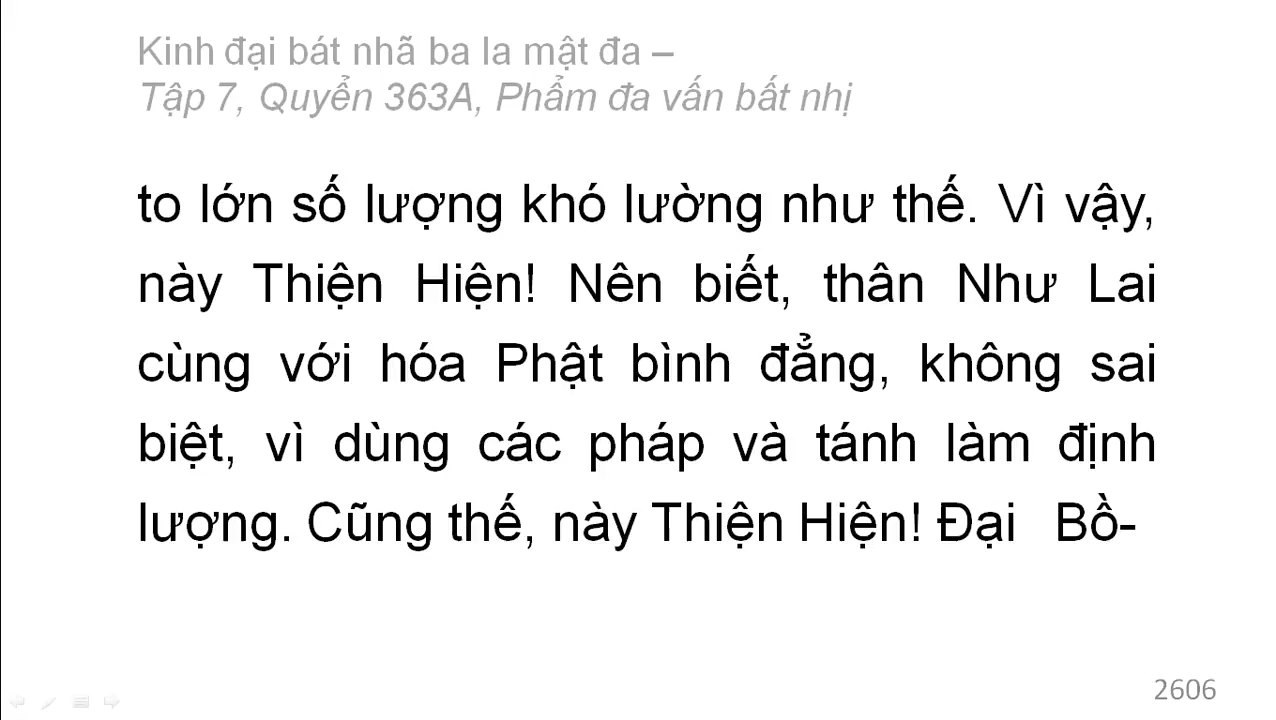 Kinh đại bát nhã ba la mật đa –
Tập 7, Quyển 363A, Phẩm đa vấn bất nhị
to lớn số lượng khó lường như thế. Vì vậy,
này Thiện Hiện! Nên biết, thân Như Lai
cùng với hóa Phật bình đẳng, không sai
biệt, vì dùng các pháp và tánh làm định
lượng. Cũng thế, này Thiện Hiện! Đại Bồ-
2606